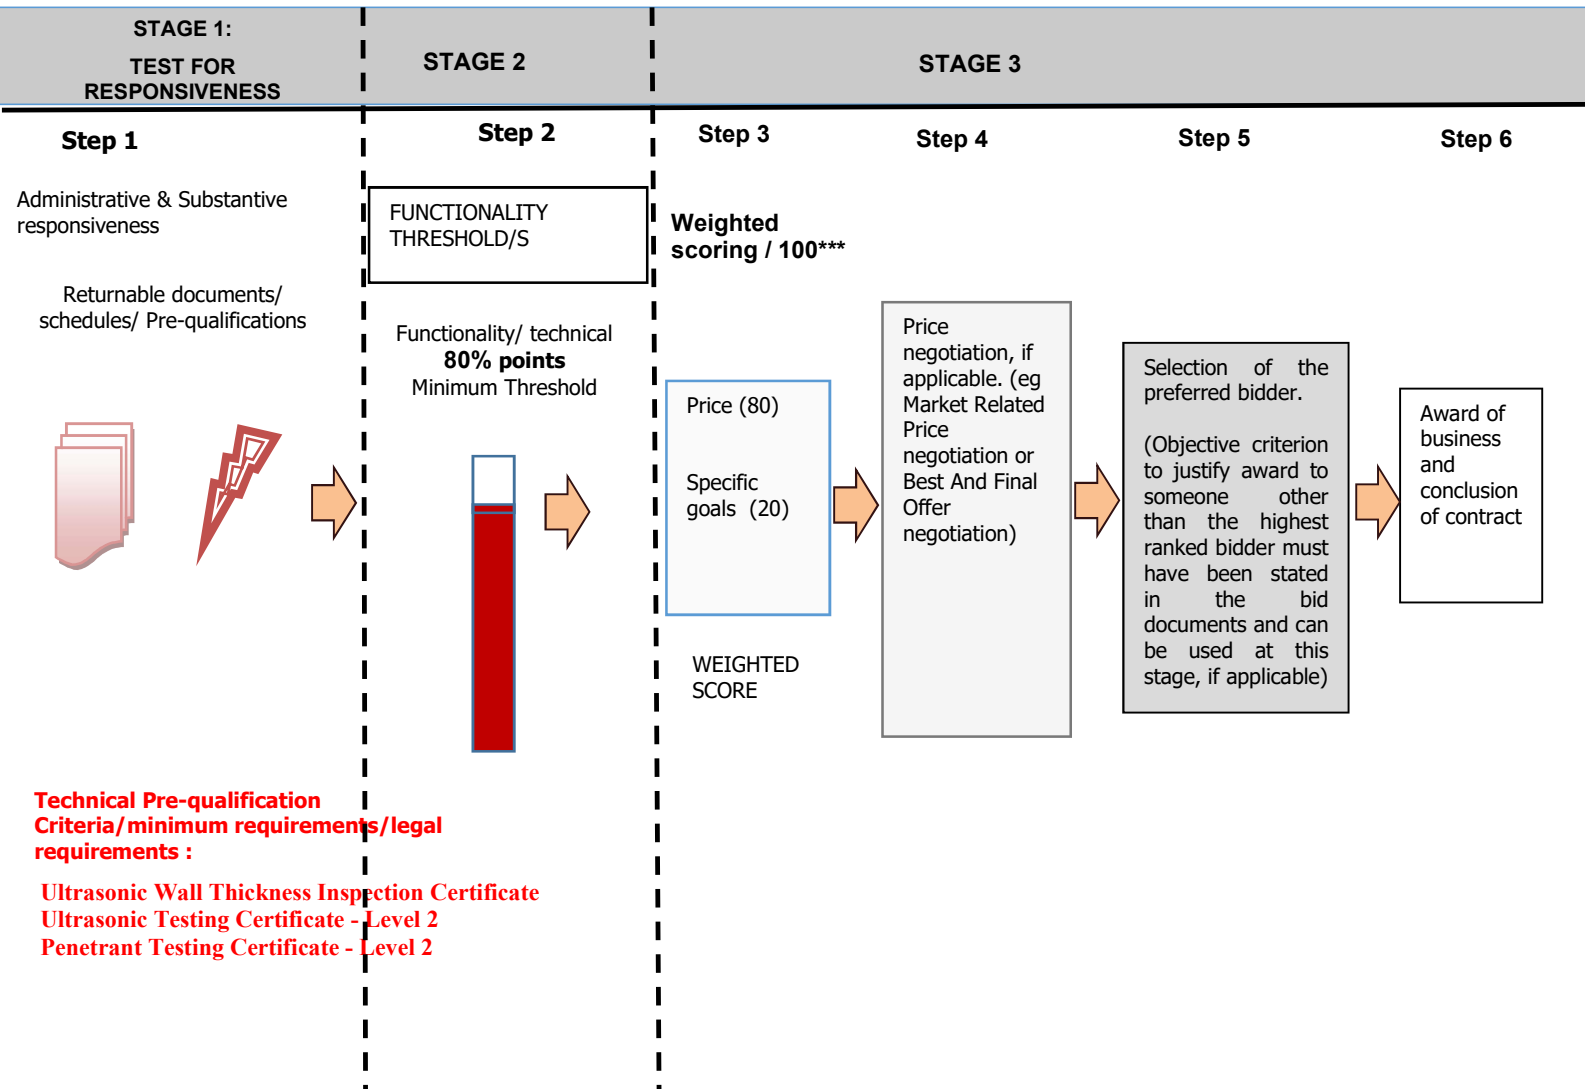 STAGE 1:
TEST FOR
RESPONSIVENESS
STAGE 2
STAGE 3
Step 1
Step 2
Step 3
Step 4
Step 5
Step 6
Administrative & Substantive
responsiveness
Returnable documents/
schedules/ Pre-qualifications
FUNCTIONALITY
THRESHOLD/S
Functionality/ technical
80% points
Minimum Threshold
Weighted
scoring / 100***
Price (80)
Specific
goals (20)
WEIGHTED
SCORE
Price
negotiation, if
applicable. (eg
Market Related
Price
negotiation or
Best And Final
Offer
negotiation)
Selection of the
preferred bidder.
(Objective criterion
to justify award to
someone other
than the highest
ranked bidder must
have been stated
in the bid
documents and can
be used at this
stage, if applicable)
Award of
business
and
conclusion
of contract
Technical Pre-qualification
Criteria/minimum requirements/legal
requirements :
Ultrasonic Wall Thickness Inspection Certificate
Ultrasonic Testing Certificate - Level 2
Penetrant Testing Certificate - Level 2